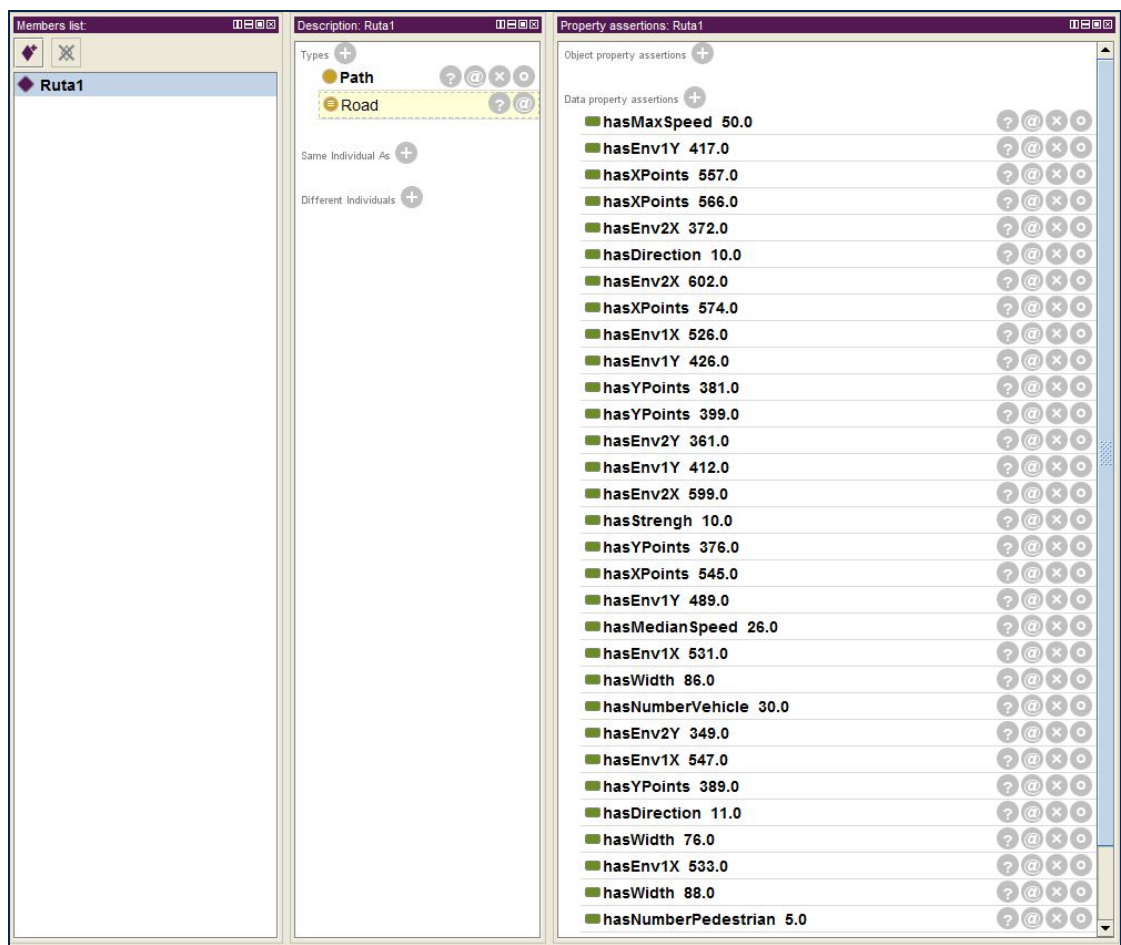 Members list:
Ruta1
Description: Ruta1
Types
Path
Road
Same Individual As
Different Individuals
Property assertions: Ruta1
Object property assertions
Data property assertions
hasMaxSpeed 50.0
hasEnv1Y 417.0
hasXPoints 557.0
hasXPoints 566.0
hasEnv2X 372.0
hasDirection 10.0
hasEnv2X 602.0
hasXPoints 574.0
hasEnv1X 526.0
hasEnv1Y 426.0
hasYPoints 381.0
hasYPoints 399.0
hasEnv2Y 361.0
hasEnv1Y 412.0
hasEnv2X 599.0
hasStrengh 10.0
hasYPoints 376.0
hasXPoints 545.0
hasEnv1Y 489.0
hasMedianSpeed 26.0
hasEnv1X 531.0
hasWidth 86.0
hasNumberVehicle 30.0
hasEnv2Y 349.0
hasEnv1X 547.0
hasYPoints 389.0
hasDirection 11.0
hasWidth 76.0
hasEnv1X 533.0
hasWidth 88.0
hasNumberPedestrian 5.0